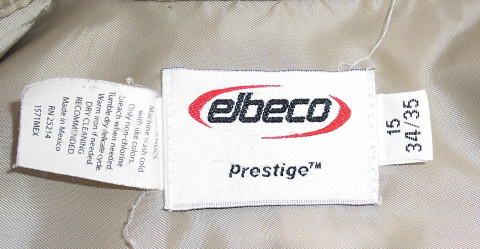 elbeco
Prestige™
15
34/35
Machine wash cold
with like colors.
Only non-chlorine
bleach when needed.
Tumble dry delicate cycle.
Warm iron if needed.
DRY CLEANING
RECOMMENDED
RN 25214
Made in Mexico
1571MEX